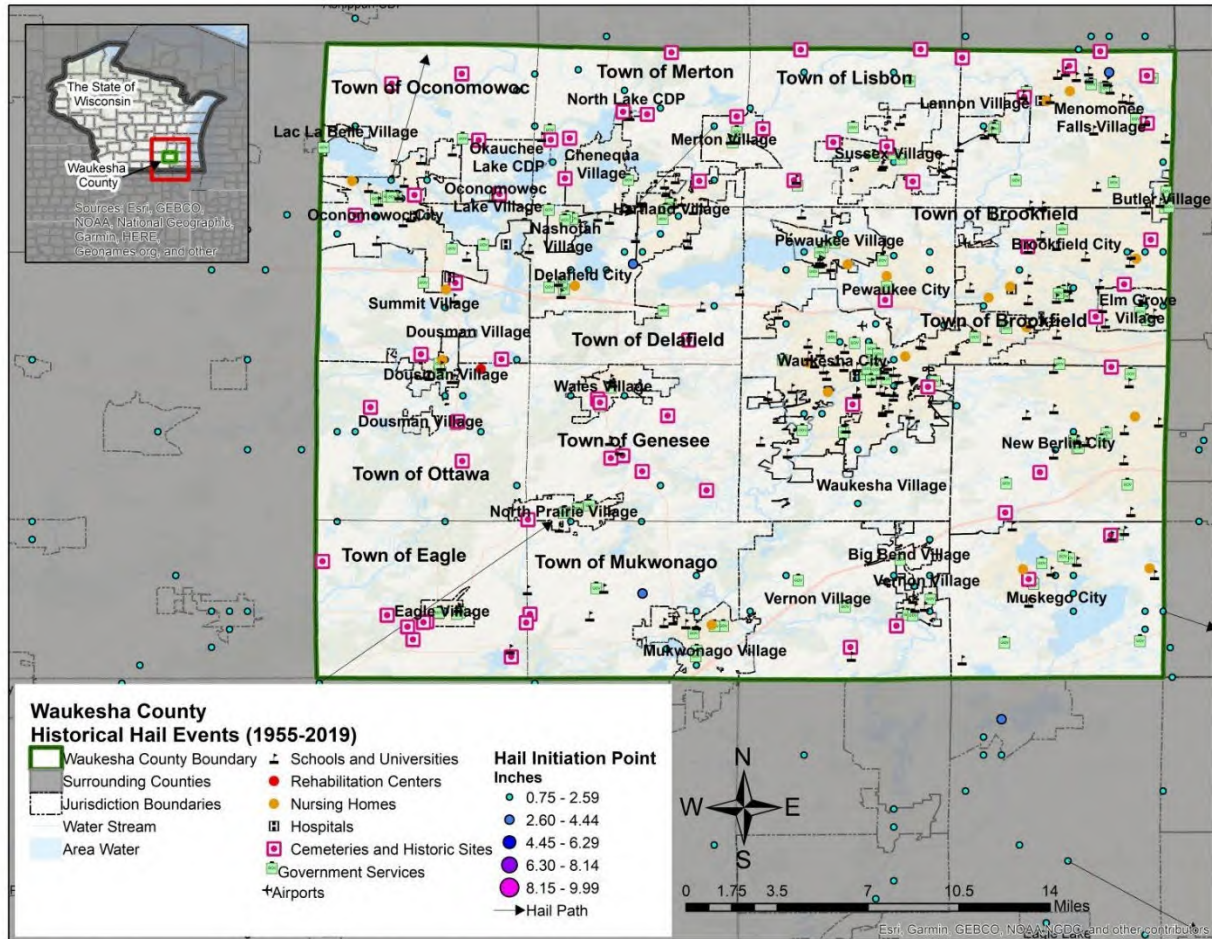 Ashippun CDP
The State of
Wisconsin
Waukesha
County
Sources: Esri, GEBCO,
NOAA, National Geographic,
Garmin, HERE,
Geonames.org, and other
Town of Oconomowoc
Town of Merton
Town of Lisbon
North Lake CDP
Lannon Village
Menomonee
Falls Village
Lac La Belle Village
Okauchee
Lake CDP
Chenequa
Village
Merton Village
Sussex Village
Oconomowoc
Lake Village
Hartland Village
Butler Village
Oconomowoc City
Nashotah
Village
Town of Brookfield
Pewaukee Village
Brookfield City
Delafield City
Summit Village
Pewaukee City
Elm Grove
Village
Dousman Village
Town of Delafield
Town of Brookfield
Waukesha City
Dousman Village
Wales Village
Dousman Village
Town of Genesee
New Berlin City
Town of Ottawa
Waukesha Village
North Prairie Village
Town of Eagle
Town of Mukwonago
Big Bend Village
Vernon Village
Eagle Village
Vernon Village
Muskego City
Mukwonago Village
Waukesha County
Historical Hail Events (1955-2019)
Waukesha County Boundary
Surrounding Counties
Jurisdiction Boundaries
Water Stream
Area Water
Schools and Universities
Rehabilitation Centers
Nursing Homes
Hospitals
Cemeteries and Historic Sites
Government Services
Airports
Hail Initiation Point
Inches
0.75 - 2.59
2.60 - 4.44
4.45 - 6.29
6.30 - 8.14
8.15 - 9.99
Hail Path
N
W E
S
0 1.75 3.5 7 10.5 14
Miles
Eagle Lake
Esri, Garmin, GEBCO, NOAA NGDC, and other contributors